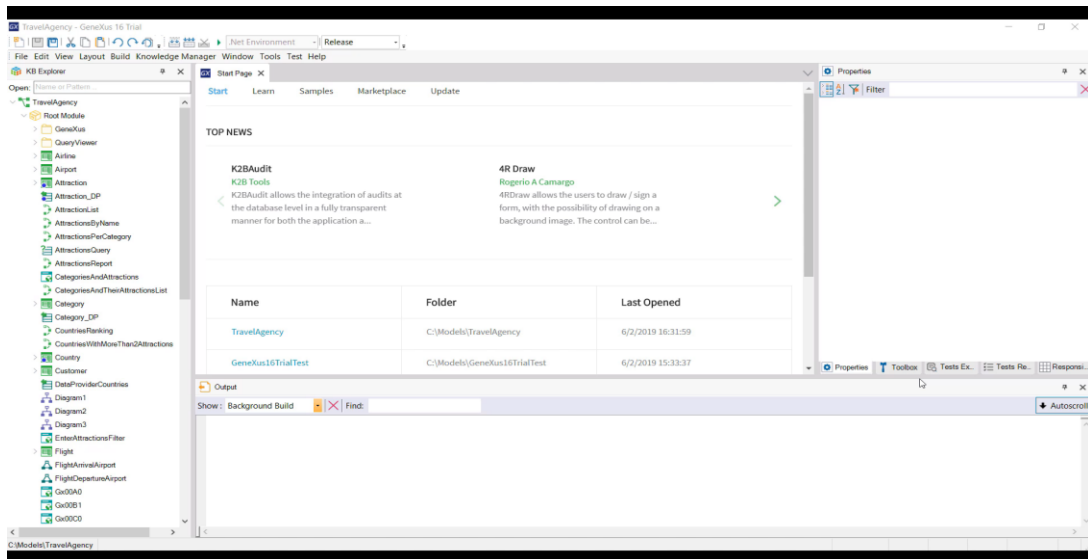 GX TravelAgency - GeneXus 16 Trial
.Net Environment Release
File Edit View Layout Build Knowledge Manager Window Tools Test Help
KB Explorer
Open: Name or Pattern...
TravelAgency
Root Module
GeneXus
QueryViewer
Airline
Airport
Attraction
Attraction_DP
AttractionList
AttractionsByName
AttractionsPerCategory
AttractionsQuery
AttractionsReport
CategoriesAndAttractions
CategoriesAndTheirAttractionsList
Category
Category_DP
CountriesRanking
CountriesWithMoreThan2Attractions
Country
Customer
DataProviderCountries
Diagram1
Diagram2
Diagram3
EnterAttractionsFilter
Flight
FlightArrivalAirport
FlightDepartureAirport
Gx00A0
Gx00B1
Gx00C0
C:\Models\TravelAgency
GX Start Page
Start Learn Samples Marketplace Update
TOP NEWS
K2BAudit
K2B Tools
K2BAudit allows the integration of audits at
the database level in a fully transparent
manner for both the application a...
4R Draw
Rogerio A Camargo
4RDraw allows the users to draw / sign a
form, with the possibility of drawing on a
background image. The control can be...
Name Folder Last Opened
TravelAgency C:\Models\TravelAgency 6/2/2019 16:31:59
GeneXus16TrialTest C:\Models\GeneXus16TrialTest 6/2/2019 15:33:37
Properties
Filter
Properties Toolbox Tests Ex... Tests Re... Responsi...
Output
Show: Background Build Find:
Autoscroll